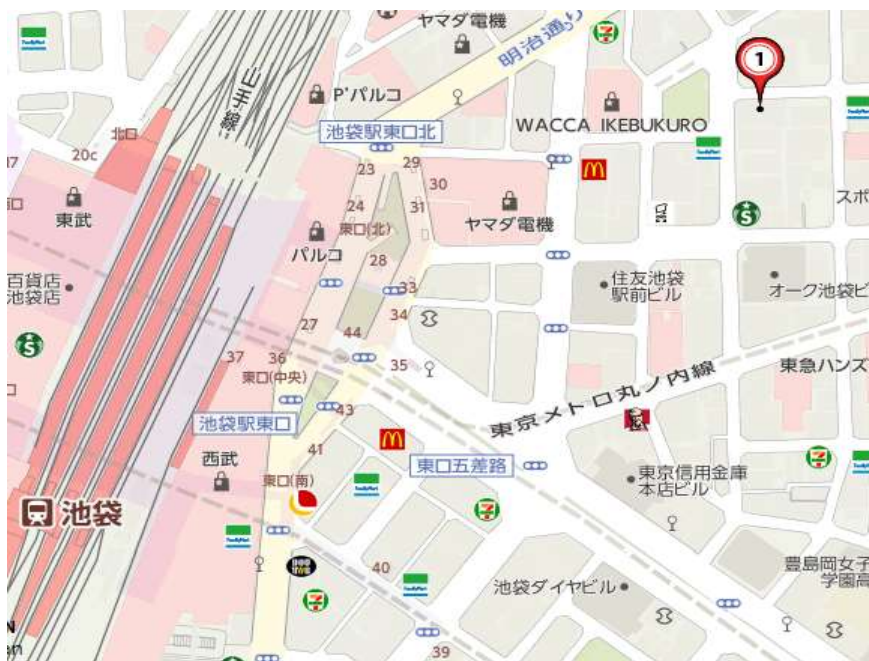 ヤマダ電機
明治通り
1
山手線
P'パルコ
WACCA IKEBUKURO
FamilyMart
池袋駅東口北
北口
20c
23
29
30
24
31
東口(北)
東武
ヤマダ電機
スポ
パルコ
28
百貨店
池袋店
33
住友池袋
駅前ビル
オーク池袋ビ
34
27
44
37
36
35
東口(中央)
東急ハンズ
東京メトロ丸ノ内線
池袋駅東口
43
41
東口五差路
西武
東口(南)
東京信用金庫
本店ビル
池袋
40
池袋ダイヤビル
豊島岡女子
学園高
39